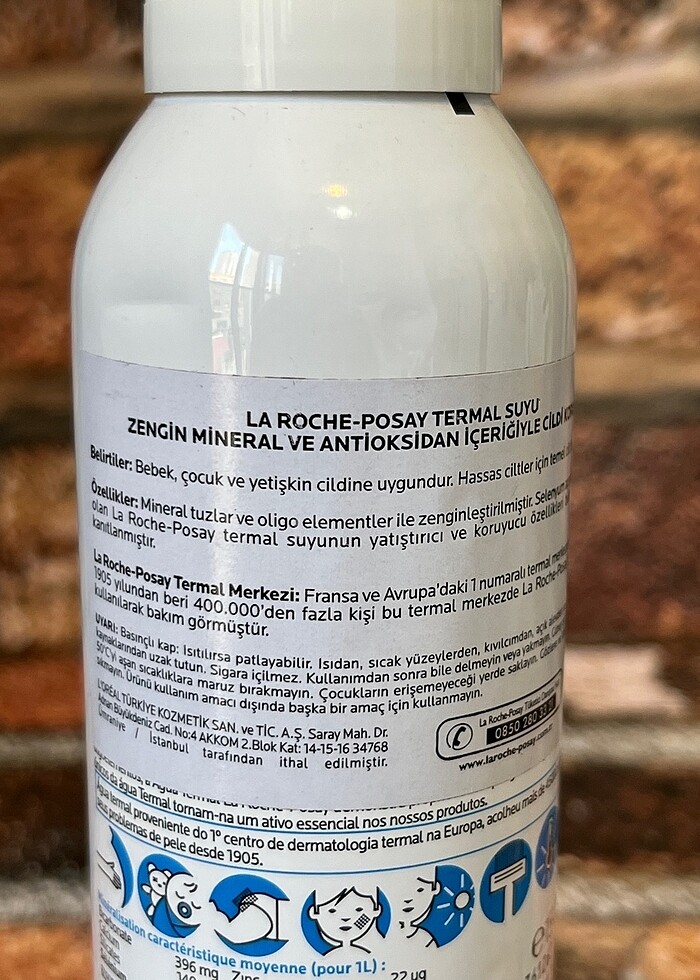 LA ROCHE-POSAY TERMAL SUYU
ZENGİN MİNERAL VE ANTİOKSİDAN İÇERİĞİYLE CİLDİ
Belirtiler: Bebek, çocuk ve yetişkin cildine uygundur. Hassas ciltler için temel
Özellikler: Mineral tuzlar ve oligo elementler ile zenginleştirilmiştir. Selenyum
olan La Roche-Posay termal suyunun yatıştırıcı ve koruyucu özellikleri
kanıtlanmıştır.
La Roche-Posay Termal Merkezi: Fransa ve Avrupa'daki 1 numaralı termal
1905 yılından beri 400.000'den fazla kişi bu termal merkezde La Roche-
kullanılarak bakım görmüştür.
UYARI: Basınçlı kap: Isıtılırsa patlayabilir. Isıdan, sıcak yüzeylerden, kıvılcımdan, açık
kaynaklarından uzak tutun. Sigara içilmez. Kullanımdan sonra bile delmeyin veya yakmayın.
50°C'yi aşan sıcaklıklara maruz bırakmayın. Çocukların erişemeyeceği yerde saklayın.
sıkmayın. Ürünü kullanım amacı dışında başka bir amaç için kullanmayın.
L'ORÉAL TÜRKİYE KOZMETİK SAN. ve TİC. A.Ş. Saray Mah. Dr.
Adnan Büyükdeniz Cad. No:4 AKKOM 2.Blok Kat: 14-15-16 34768
Ümraniye / İstanbul tarafından ithal edilmiştir.
La Roche-Posay Tüketici
0850 280
www.laroche-posay.com
da água Termal tornam-na um ativo essencial nos nossos produtos.
Água termal proveniente do 1º centro de dermatologia termal na Europa, acolheu mais de
problemas de pele desde 1905.
caractéristique moyenne (pour 1L) :
396 mg
22 µg